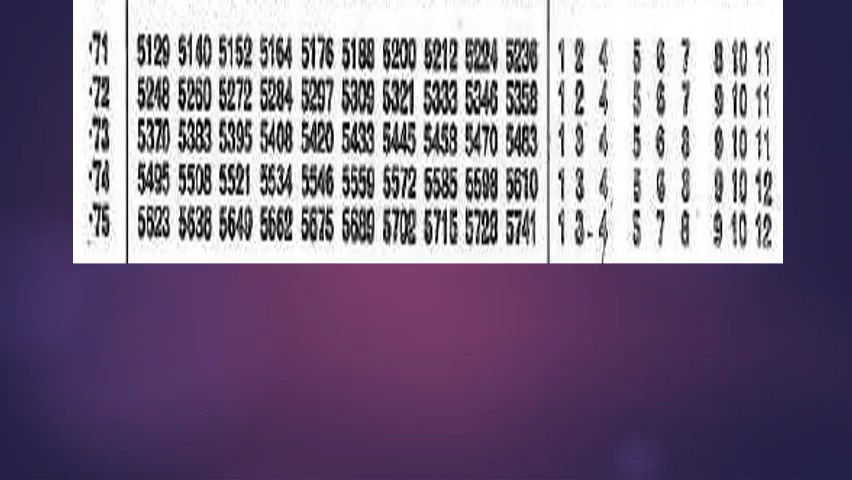 ·71 5129 5140 5152 5164 5176 5188 5200 5212 5224 5236 1 2 4 5 6 7 8 10 11
·72 5248 5260 5272 5284 5297 5309 5321 5333 5346 5358 1 2 4 5 6 7 9 10 11
·73 5370 5383 5395 5408 5420 5433 5445 5458 5470 5483 1 3 4 5 6 8 9 10 11
·74 5495 5508 5521 5534 5546 5559 5572 5585 5598 5610 1 3 4 5 6 8 9 10 12
·75 5623 5636 5649 5662 5675 5689 5702 5715 5728 5741 1 3 4 5 7 8 9 10 12